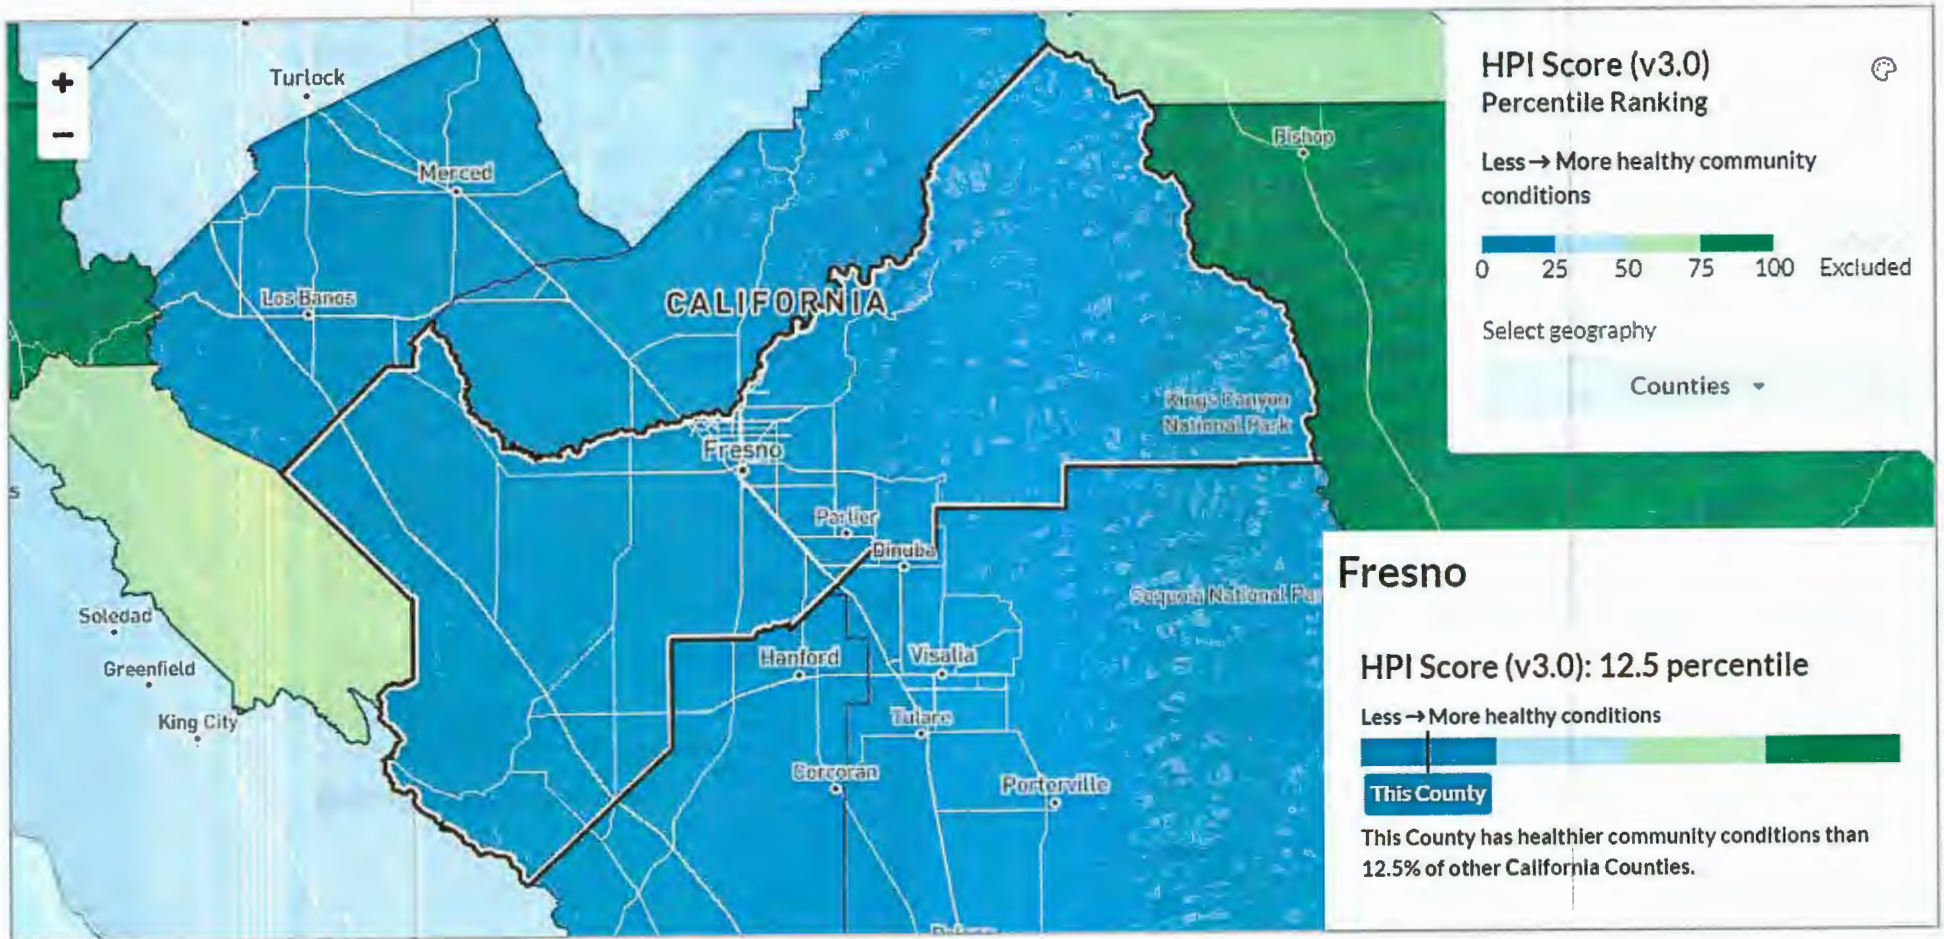 +
−
Turlock
Merced
Los Banos
CALIFORNIA
Bishop
Kings Canyon
National Park
Fresno
Parlier
Dinuba
Sequoia National
Soledad
Greenfield
King City
Hanford
Visalia
Tulare
Corcoran
Porterville
HPI Score (v3.0)
Percentile Ranking
Less → More healthy community
conditions
0 25 50 75 100 Excluded
Select geography
Counties
Fresno
HPI Score (v3.0): 12.5 percentile
Less → More healthy conditions
This County
This County has healthier community conditions than
12.5% of other California Counties.